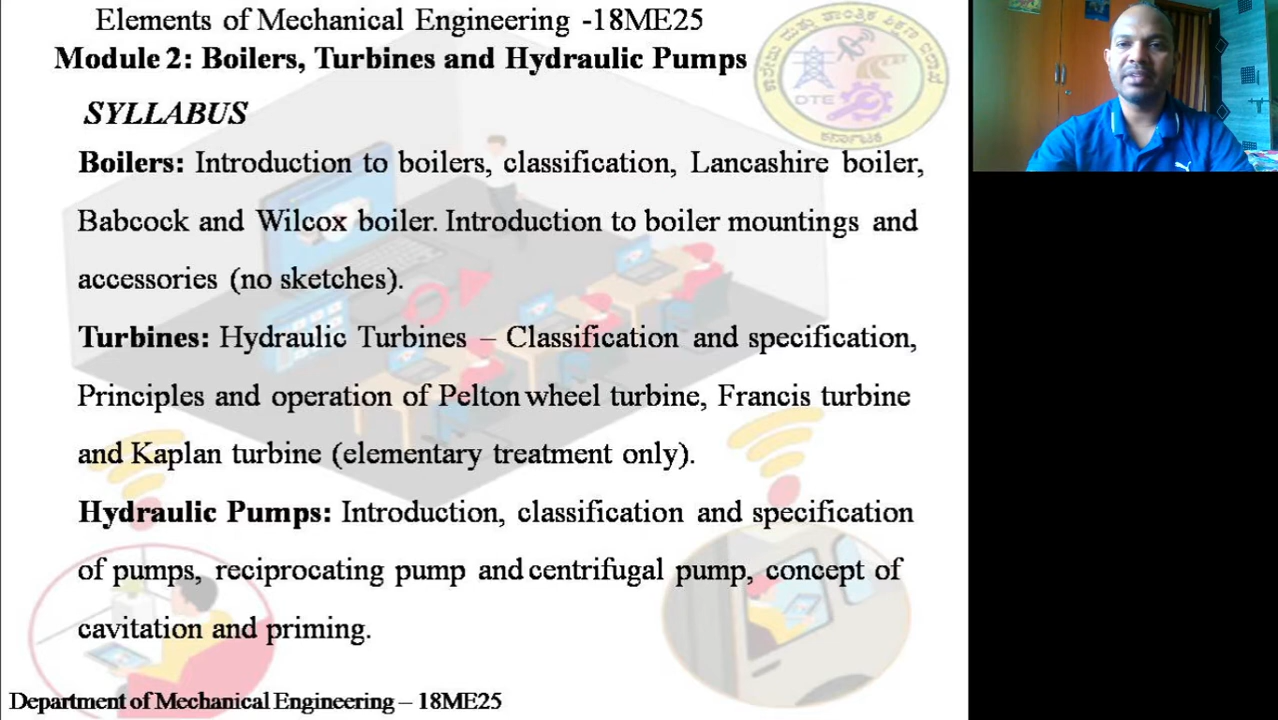 Elements of Mechanical Engineering -18ME25
Module 2: Boilers, Turbines and Hydraulic Pumps
SYLLABUS
Boilers: Introduction to boilers, classification, Lancashire boiler,
Babcock and Wilcox boiler. Introduction to boiler mountings and
accessories (no sketches).
Turbines: Hydraulic Turbines – Classification and specification,
Principles and operation of Pelton wheel turbine, Francis turbine
and Kaplan turbine (elementary treatment only).
Hydraulic Pumps: Introduction, classification and specification
of pumps, reciprocating pump and centrifugal pump, concept of
cavitation and priming.
Department of Mechanical Engineering – 18ME25
DTE
ಕರ್ನಾಟಕ